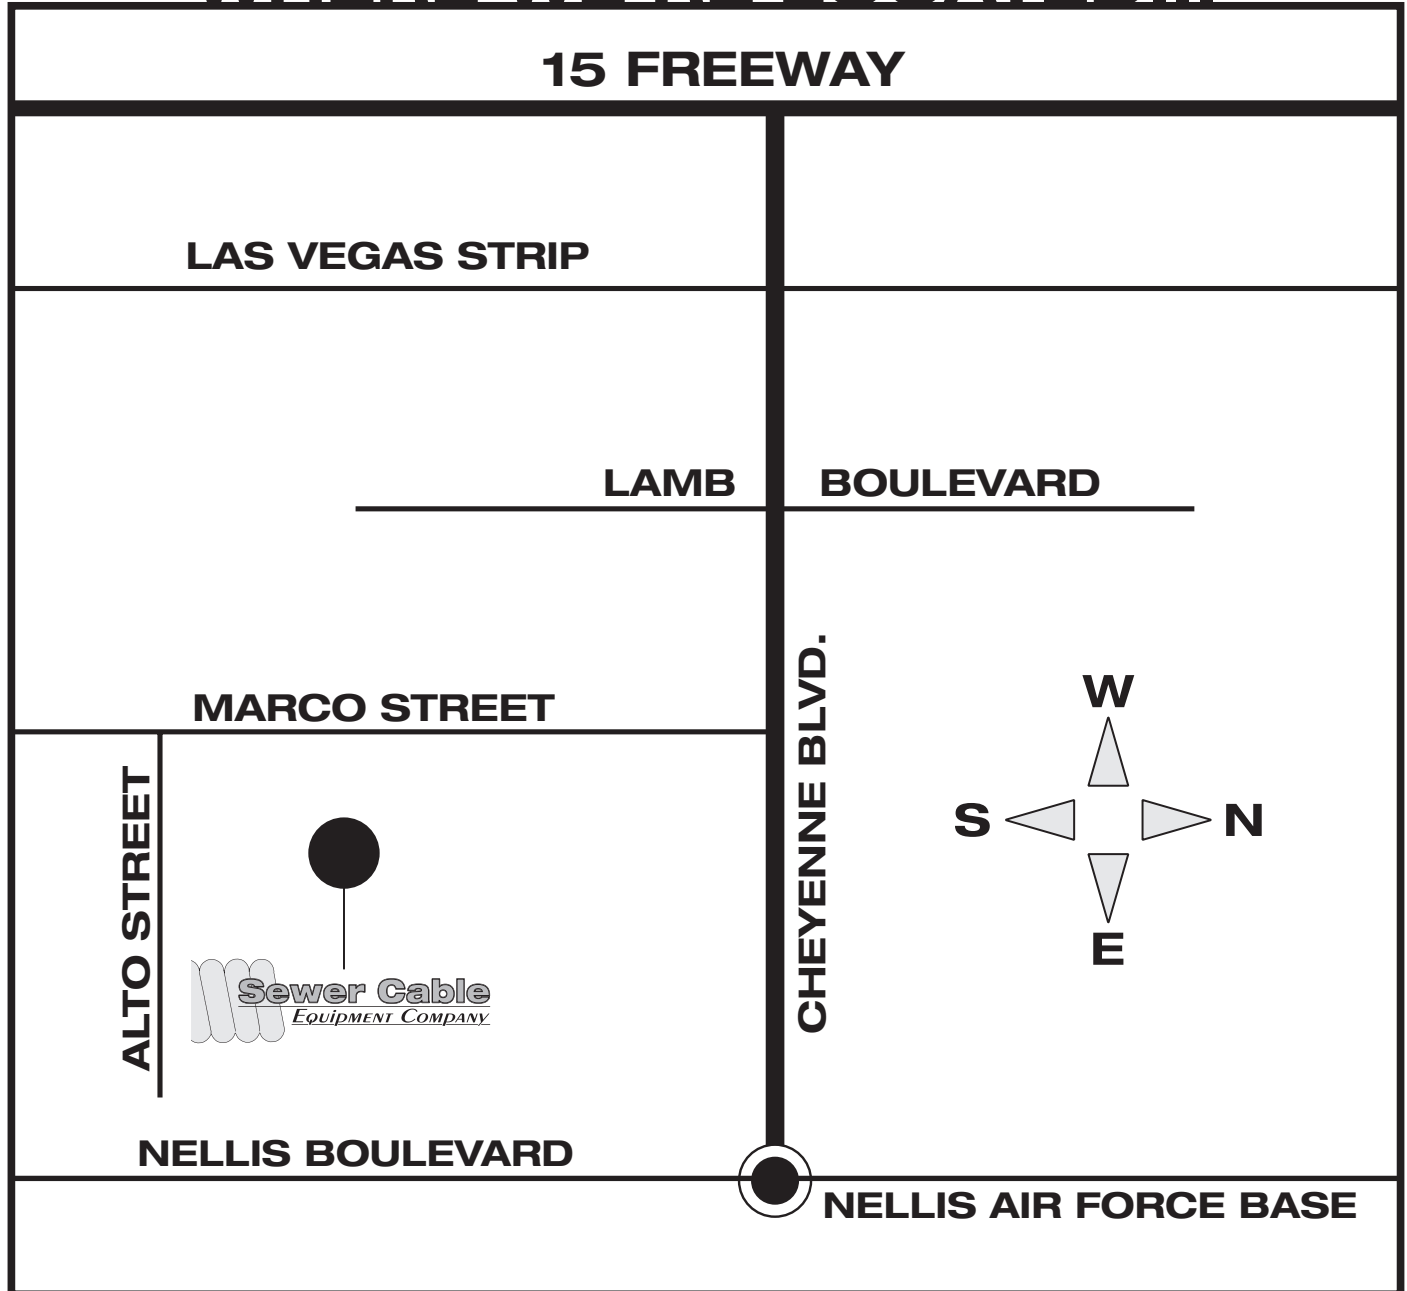 15 FREEWAY
LAS VEGAS STRIP
LAMB BOULEVARD
MARCO STREET
CHEYENNE BLVD.
W
S N
E
ALTO STREET
Sewer Cable
EQUIPMENT COMPANY
NELLIS BOULEVARD
NELLIS AIR FORCE BASE